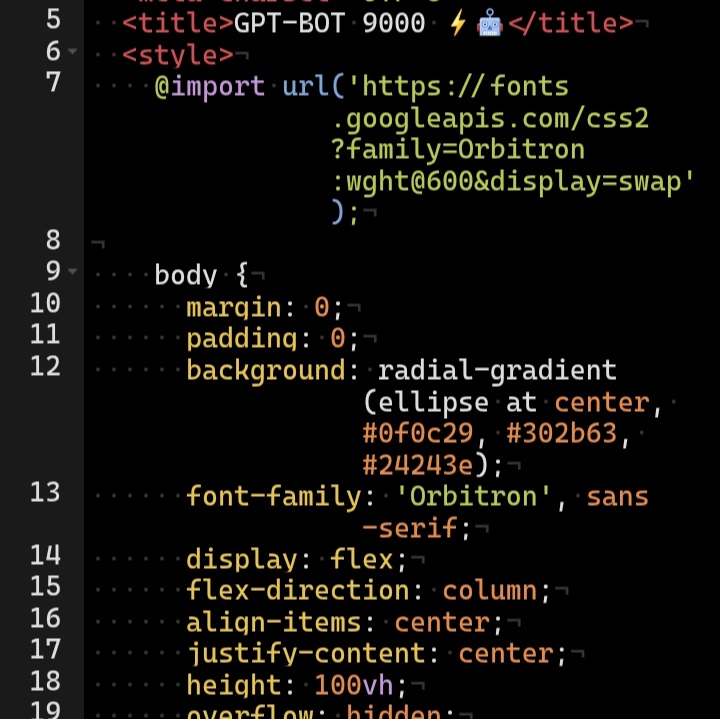 5 <title>GPT-BOT 9000 ⚡🤖</title>¬
6 <style>¬
7 @import url('https://fonts
.googleapis.com/css2
?family=Orbitron
:wght@600&display=swap'
);¬
8 ¬
9 body {¬
10 margin: 0;¬
11 padding: 0;¬
12 background: radial-gradient
(ellipse at center,
#0f0c29, #302b63,
#24243e);¬
13 font-family: 'Orbitron', sans
-serif;¬
14 display: flex;¬
15 flex-direction: column;¬
16 align-items: center;¬
17 justify-content: center;¬
18 height: 100vh;¬
19 overflow: hidden;¬